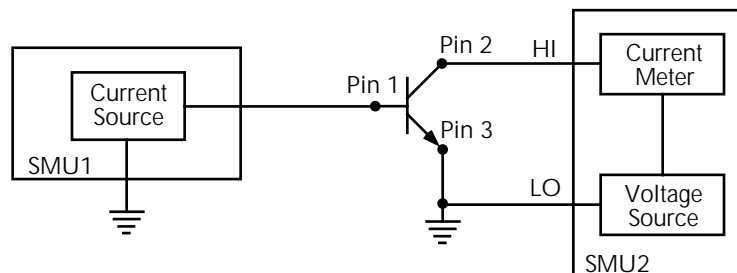 Current
Source
SMU1
Pin 1
Pin 2
Pin 3
HI
LO
Current
Meter
Voltage
Source
SMU2